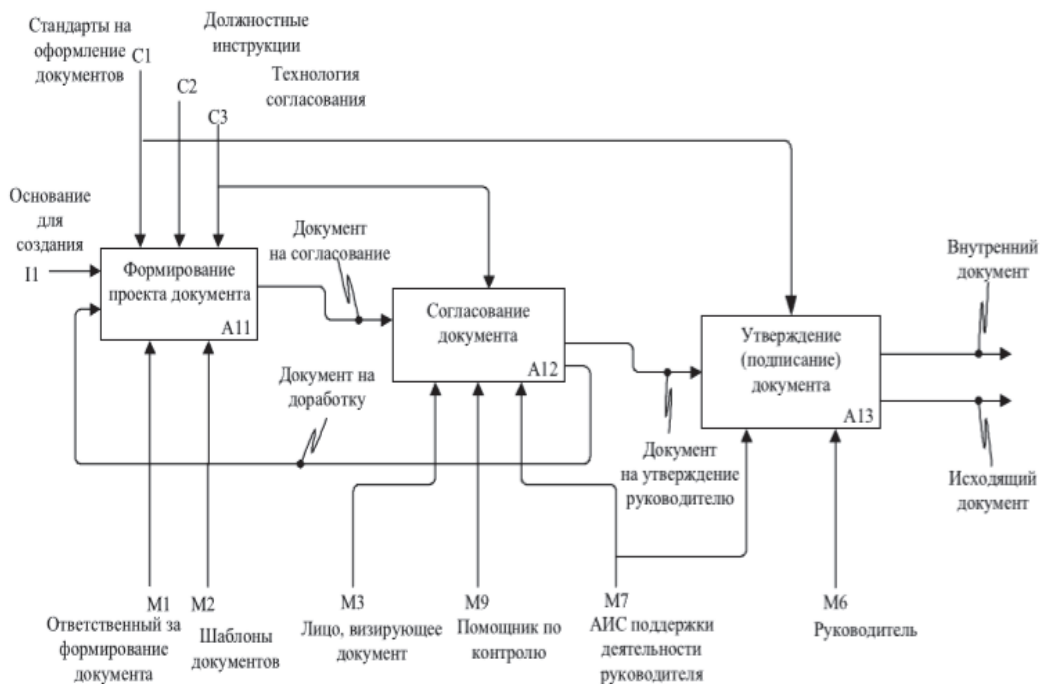 Стандарты на
оформление
документов
C1
Должностные
инструкции
C2
Технология
согласования
C3
Основание
для
создания
I1
Формирование
проекта документа
A11
Документ
на согласование
Согласование
документа
A12
Утверждение
(подписание)
документа
A13
Внутренний
документ
Исходящий
документ
Документ на
доработку
Документ
на утверждение
руководителю
M1
Ответственный за
формирование
документа
M2
Шаблоны
документов
M3
Лицо, визирующее
документ
M9
Помощник по
контролю
M7
АИС поддержки
деятельности
руководителя
M6
Руководитель